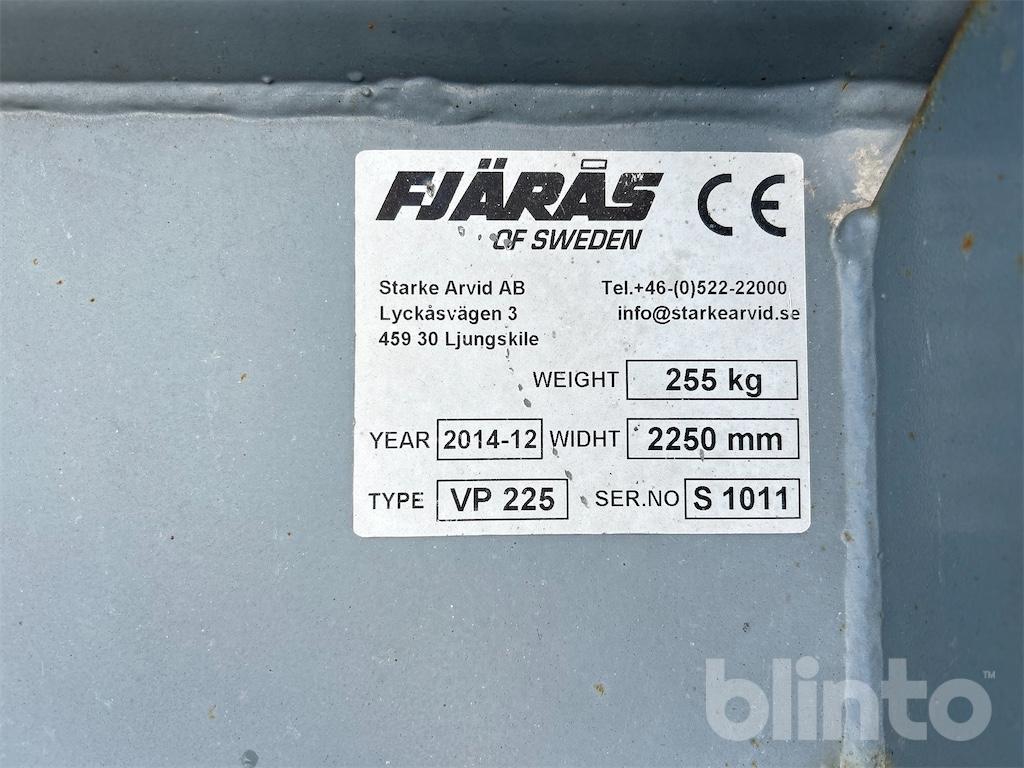 FJÄRÅS
OF SWEDEN
CE
Starke Arvid AB
Lyckåsvägen 3
459 30 Ljungskile
Tel.+46-(0)522-22000
info@starkearvid.se
WEIGHT 255 kg
YEAR 2014-12 WIDHT 2250 mm
TYPE VP 225 SER.NO S 1011
blinto™